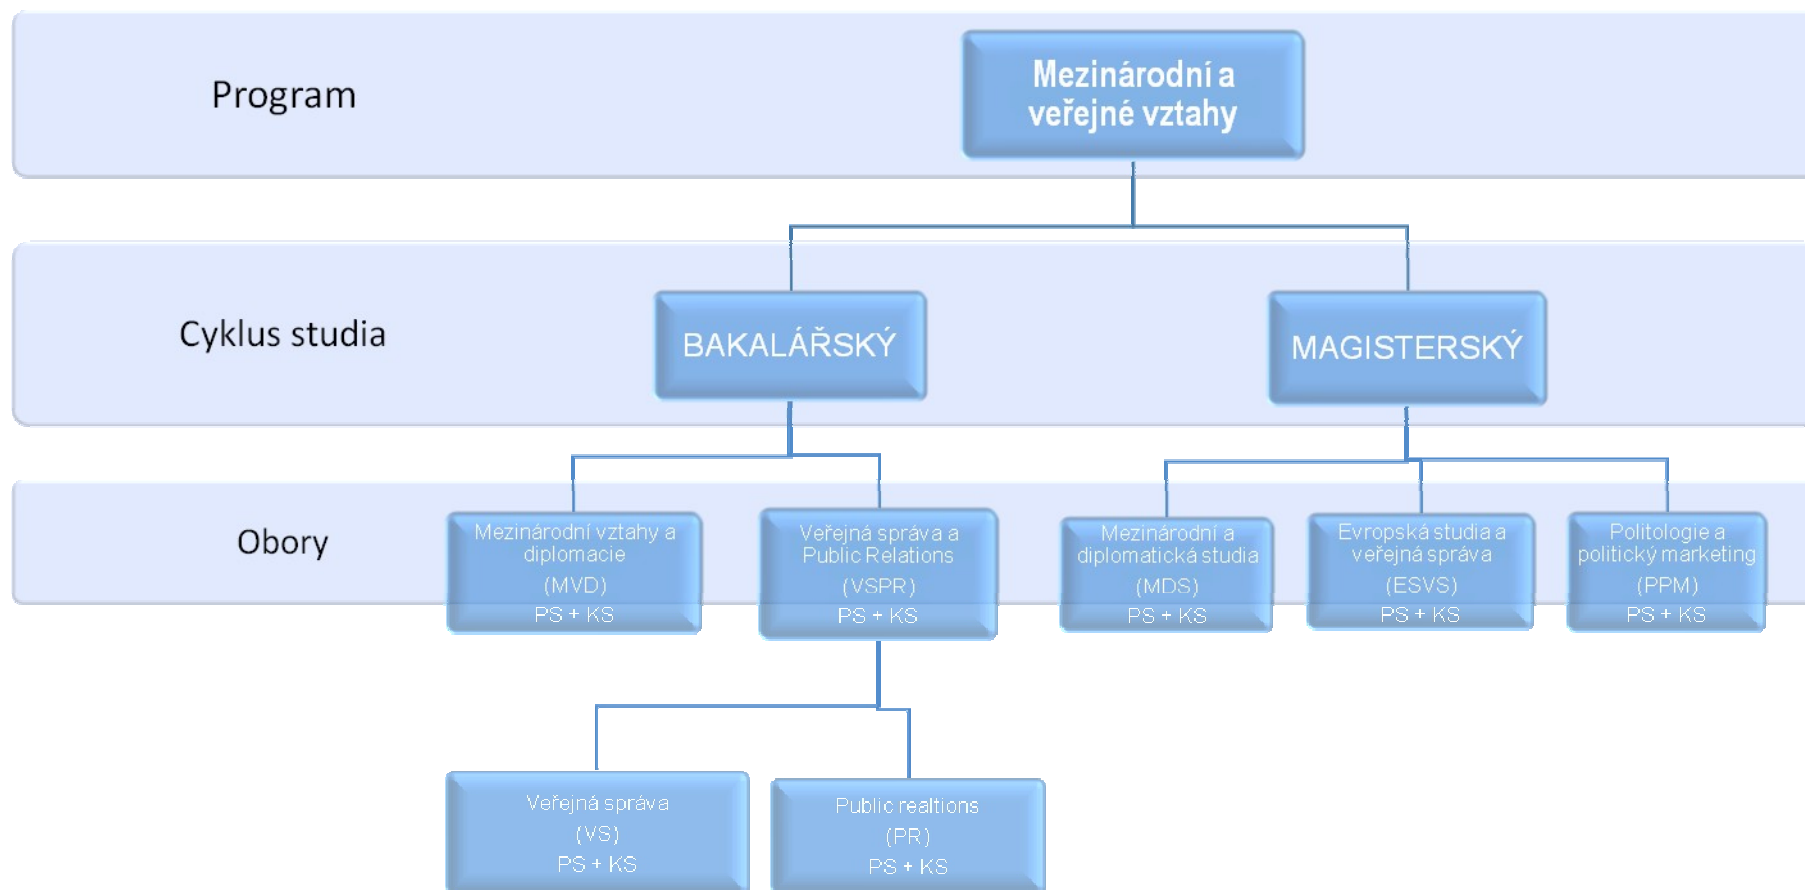 Program
Mezinárodní a
veřejné vztahy
Cyklus studia
BAKALÁŘSKÝ
MAGISTERSKÝ
Obory
Mezinárodní vztahy a
diplomacie
(MVD)
PS + KS
Veřejná správa a
Public Relations
(VSPR)
PS + KS
Mezinárodní a
diplomatická studia
(MDS)
PS + KS
Evropská studia a
veřejná správa
(ESVS)
PS + KS
Politologie a
politický marketing
(PPM)
PS + KS
Veřejná správa
(VS)
PS + KS
Public realtions
(PR)
PS + KS